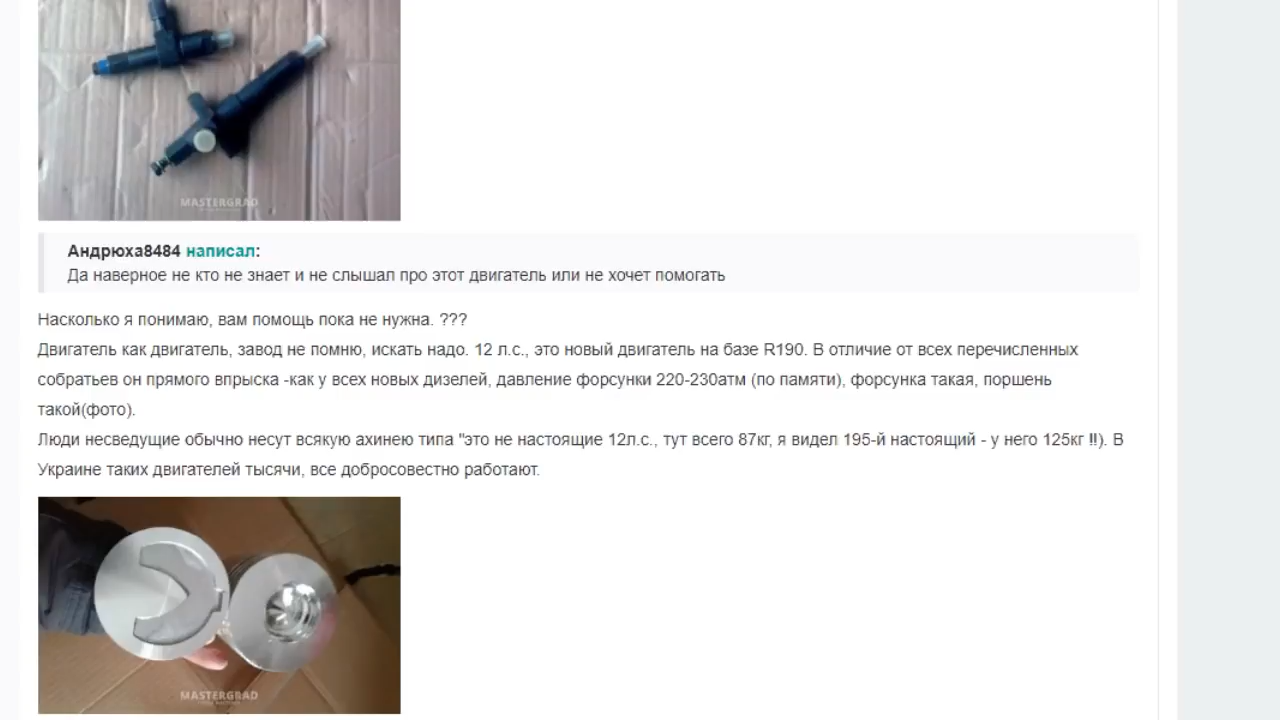 MASTERGRAD
Андрюха8484 написал:
Да наверное не кто не знает и не слышал про этот двигатель или не хочет помогать
Насколько я понимаю, вам помощь пока не нужна. ???
Двигатель как двигатель, завод не помню, искать надо. 12 л.с., это новый двигатель на базе R190. В отличие от всех перечисленных
собратьев он прямого впрыска -как у всех новых дизелей, давление форсунки 220-230атм (по памяти), форсунка такая, поршень
такой(фото).
Люди несведущие обычно несут всякую ахинею типа "это не настоящие 12л.с., тут всего 87кг, я видел 195-й настоящий - у него 125кг !!). В
Украине таких двигателей тысячи, все добросовестно работают.
MASTERGRAD